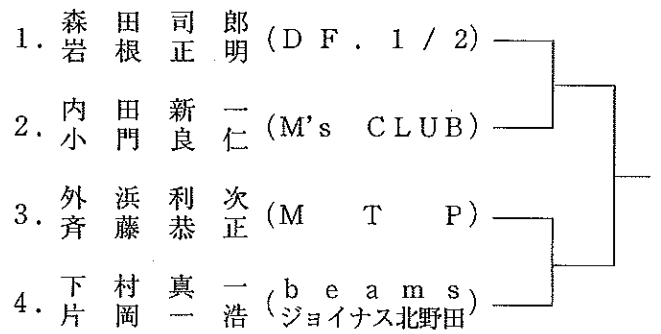 1. 森田司郎 (DF.1/2)
岩根正明
2. 内田新一 (M's CLUB)
小門良仁
3. 外浜利次 (MTP)
斉藤恭正
4. 下村真一 (beams)
片岡一浩 ジョイナス北野田